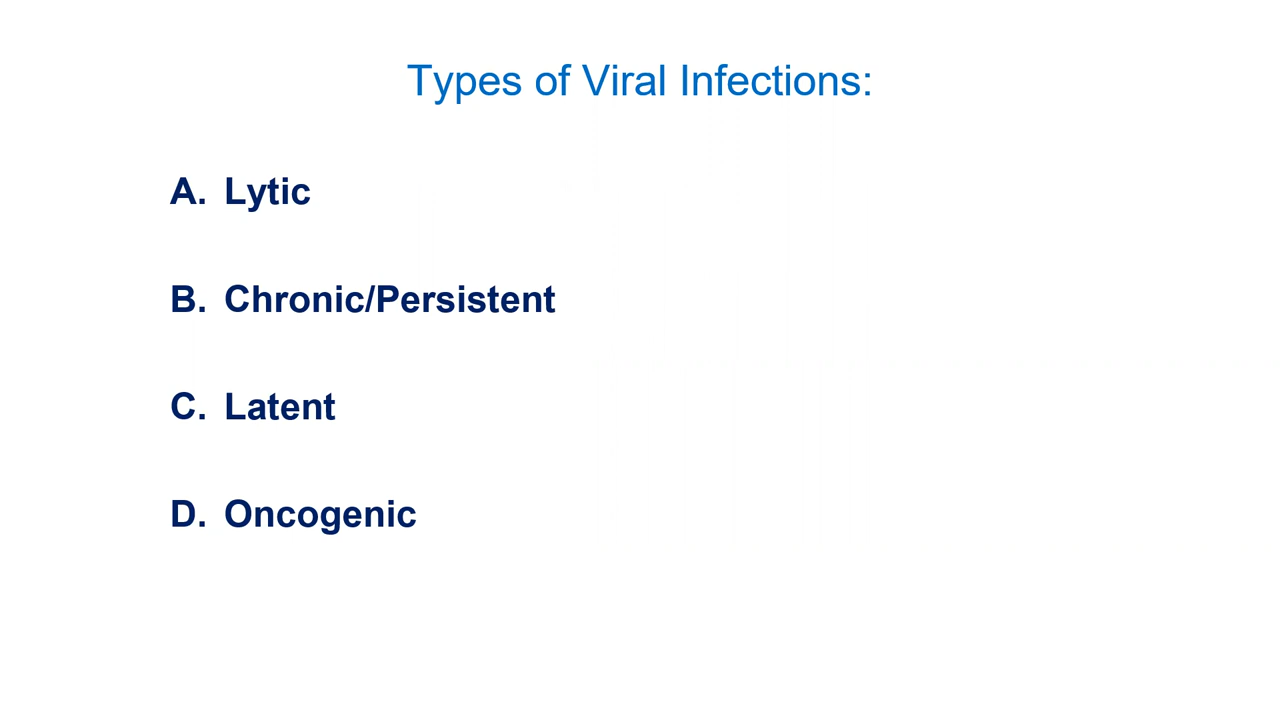 Types of Viral Infections:
A. Lytic
B. Chronic/Persistent
C. Latent
D. Oncogenic